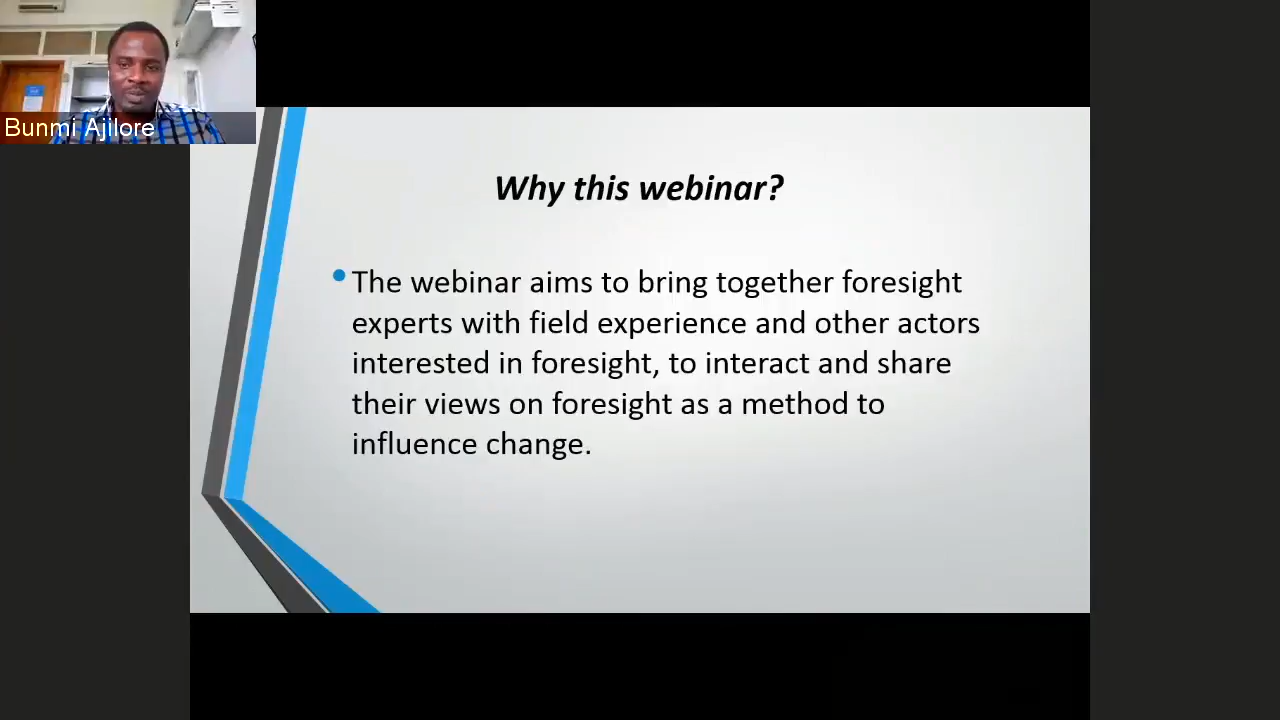 Bunmi Ajilore
Why this webinar?
• The webinar aims to bring together foresight
experts with field experience and other actors
interested in foresight, to interact and share
their views on foresight as a method to
influence change.